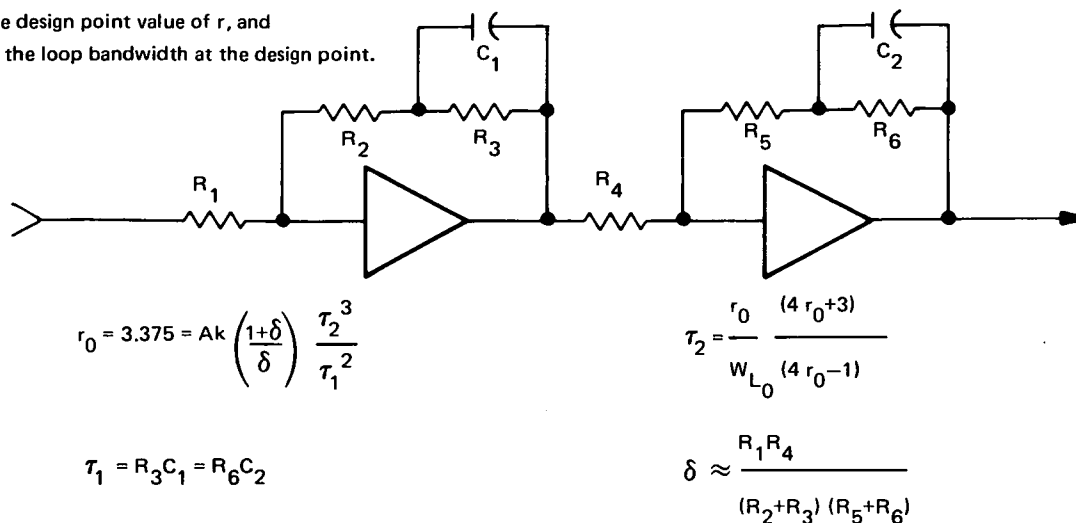 e design point value of r, and
the loop bandwidth at the design point.
C1
C2
R2
R3
R5
R6
R1
R4
r0 = 3.375 = Ak (1+δ/δ) τ2^3/τ1^2
τ2 = r0/WL0 (4 r0+3)/(4 r0−1)
τ1 = R3C1 = R6C2
δ ≈ R1R4/(R2+R3) (R5+R6)